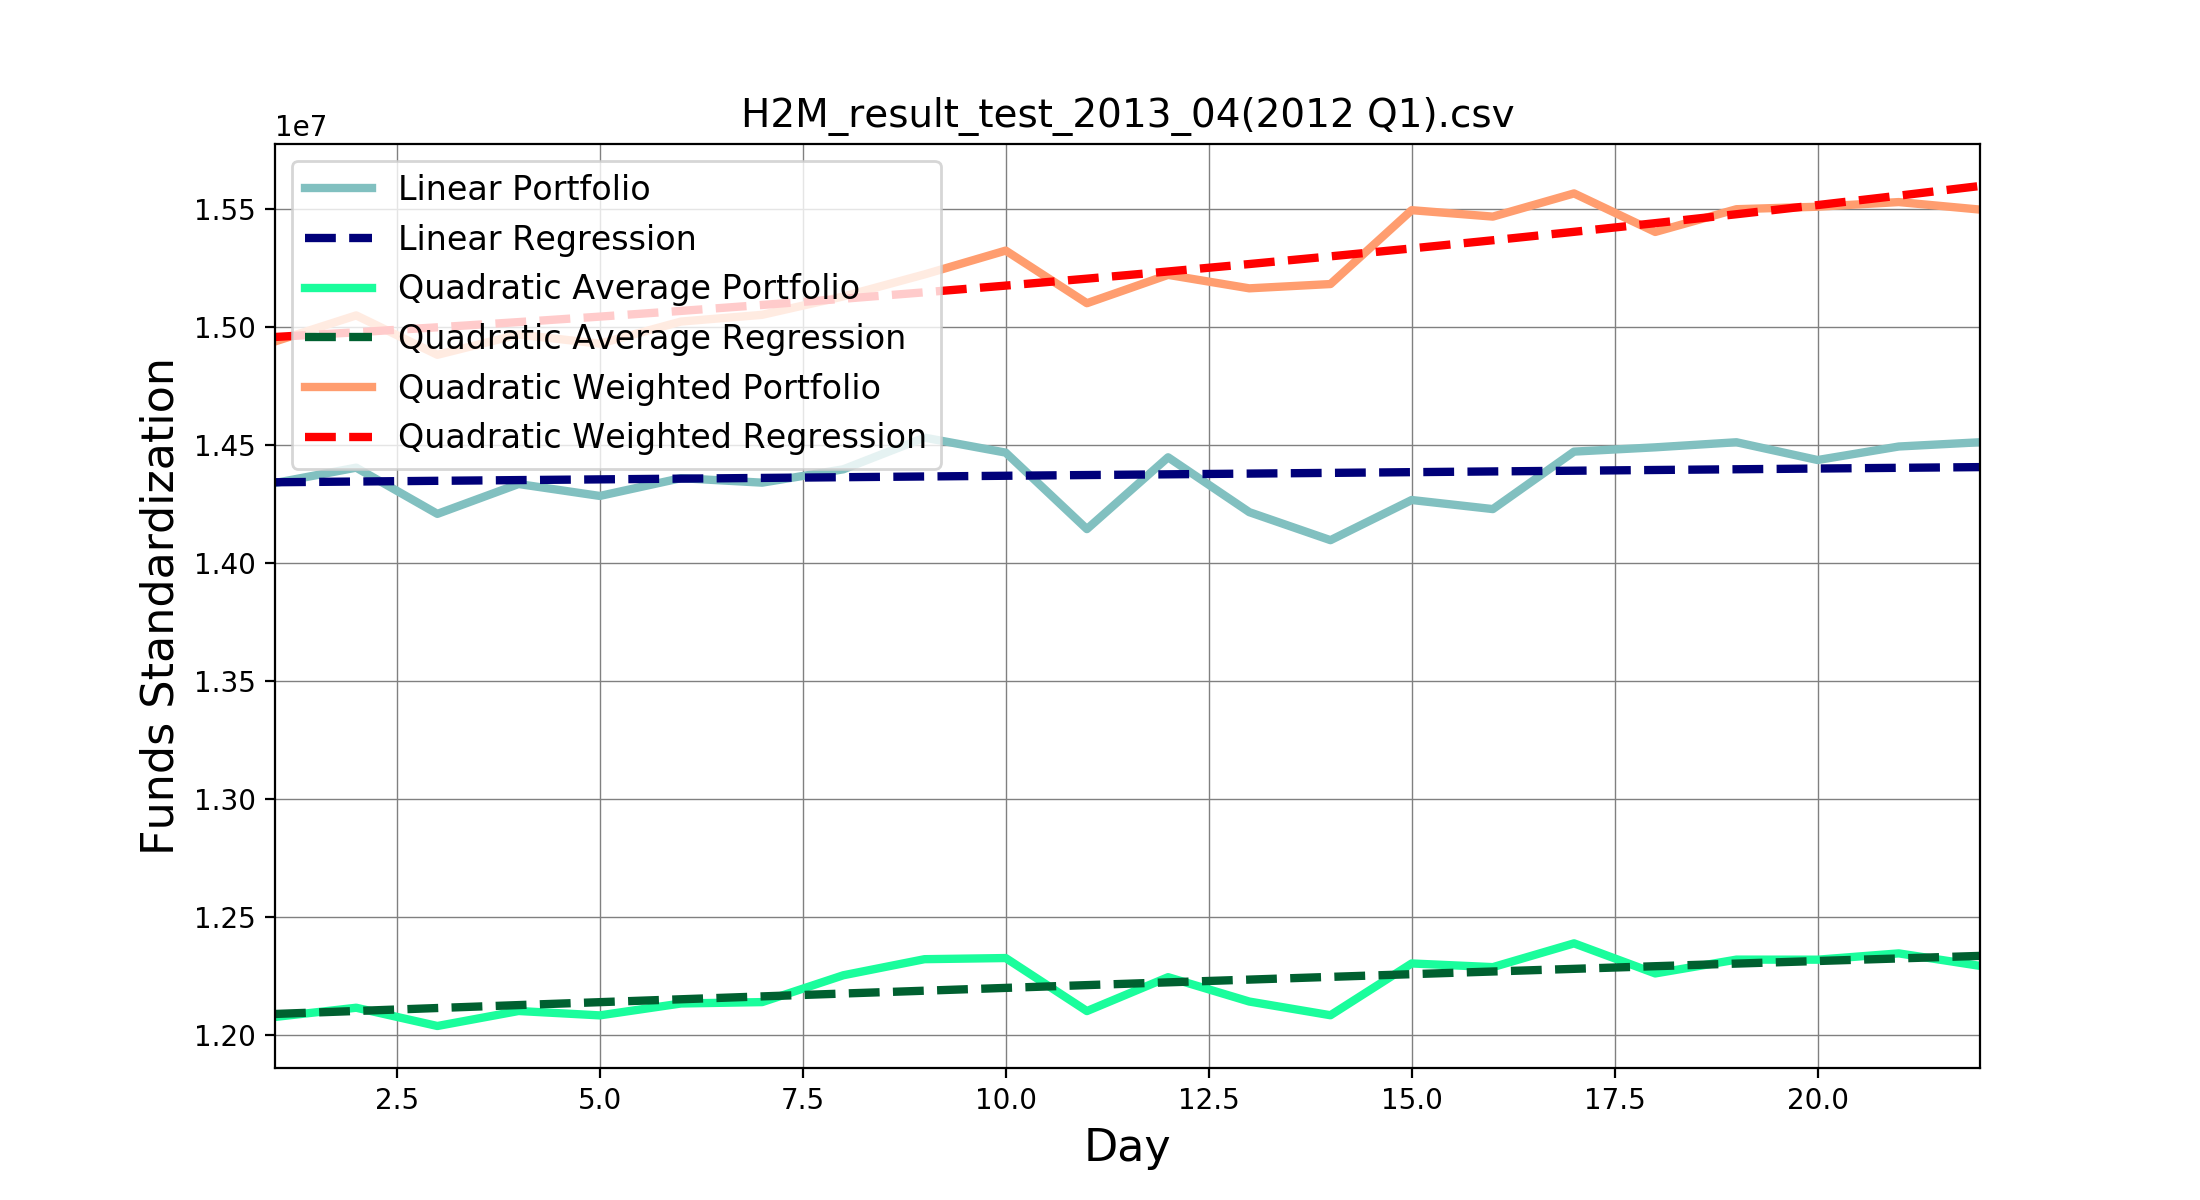 H2M_result_test_2013_04(2012 Q1).csv
1e7
Linear Portfolio
Linear Regression
Quadratic Average Portfolio
Quadratic Average Regression
Quadratic Weighted Portfolio
Quadratic Weighted Regression
1.55
1.50
1.45
1.40
1.35
1.30
1.25
1.20
Funds Standardization
2.5 5.0 7.5 10.0 12.5 15.0 17.5 20.0
Day